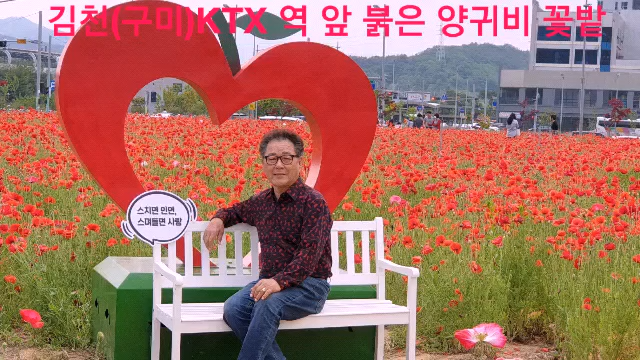 김천(구미)KTX 역 앞 붉은 양귀비 꽃밭
스치면 인연,
스며들면 사랑